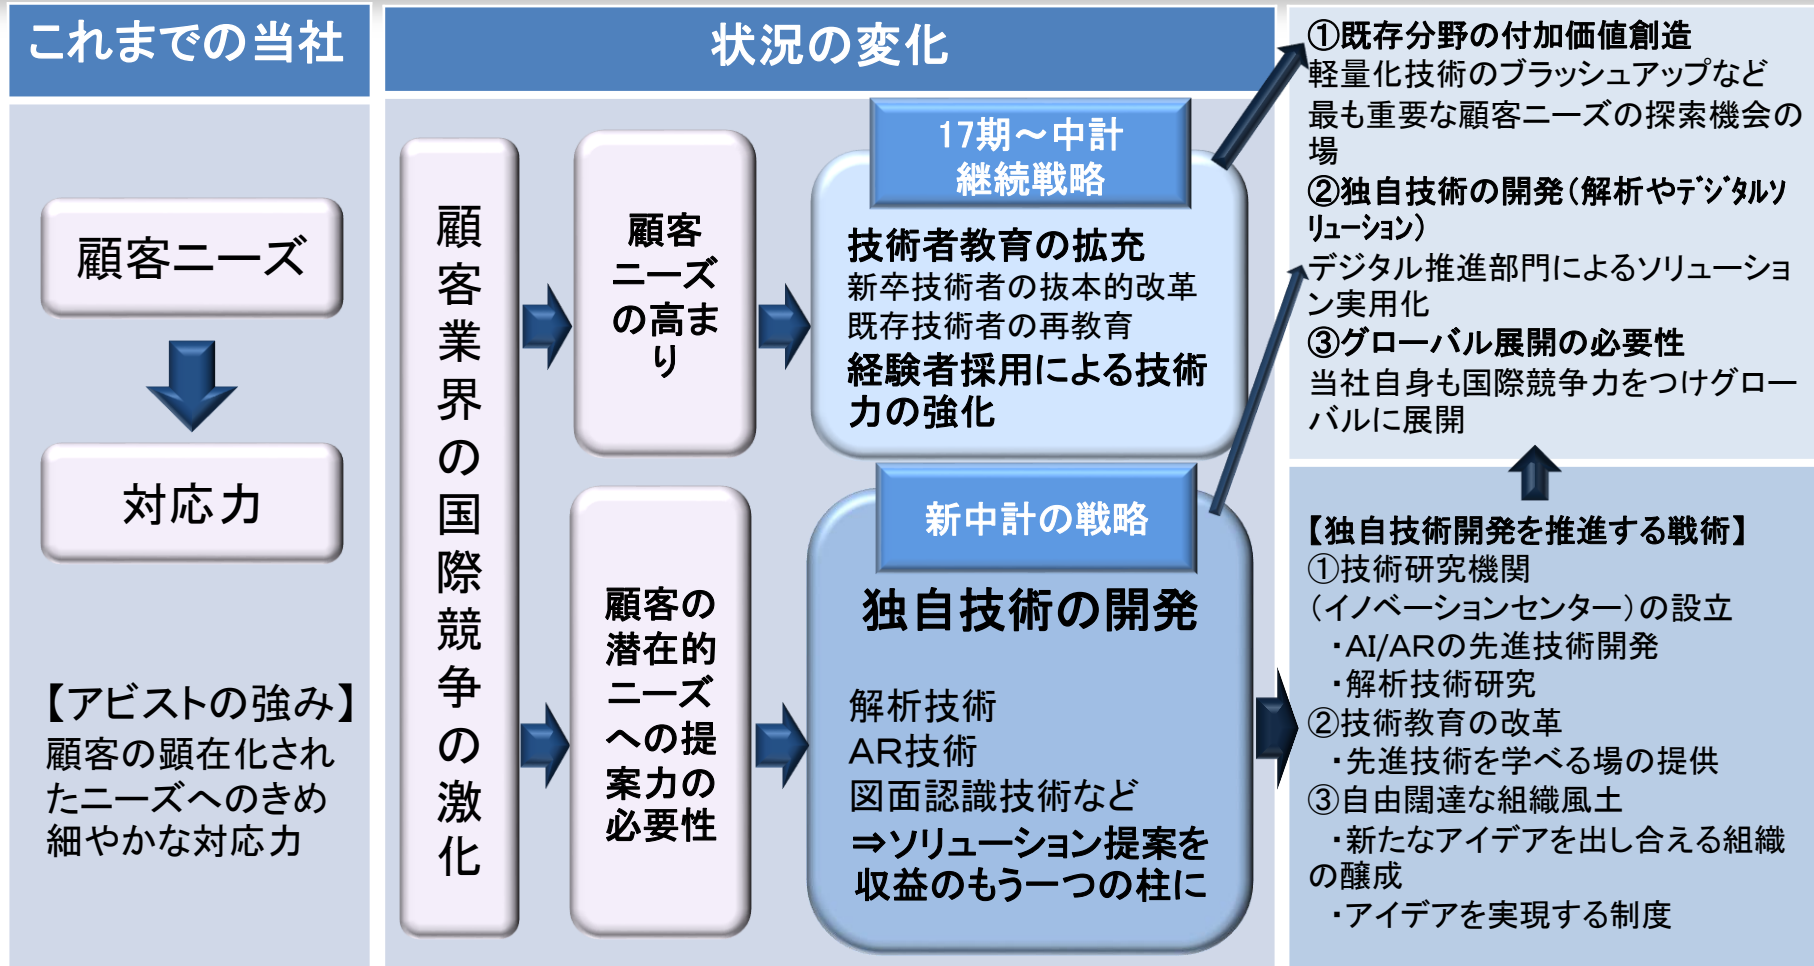 これまでの当社
顧客ニーズ
対応力
【アビストの強み】
顧客の顕在化され
たニーズへのきめ
細やかな対応力
状況の変化
顧客業界の国際競争の激化
顧客
ニーズ
の高ま
り
17期～中計
継続戦略
技術者教育の拡充
新卒技術者の抜本的改革
既存技術者の再教育
経験者採用による技術
力の強化
顧客の
潜在的
ニーズ
への提
案力の
必要性
新中計の戦略
独自技術の開発
解析技術
AR技術
図面認識技術など
⇒ソリューション提案を
収益のもう一つの柱に
①既存分野の付加価値創造
軽量化技術のブラッシュアップなど
最も重要な顧客ニーズの探索機会の
場
②独自技術の開発（解析やﾃﾞｼﾞﾀﾙｿ
ﾘｭｰｼｮﾝ）
デジタル推進部門によるソリューショ
ン実用化
③グローバル展開の必要性
当社自身も国際競争力をつけグロー
バルに展開
【独自技術開発を推進する戦術】
①技術研究機関
（イノベーションセンター）の設立
・AI/ARの先進技術開発
・解析技術研究
②技術教育の改革
・先進技術を学べる場の提供
③自由闊達な組織風土
・新たなアイデアを出し合える組織
の醸成
・アイデアを実現する制度